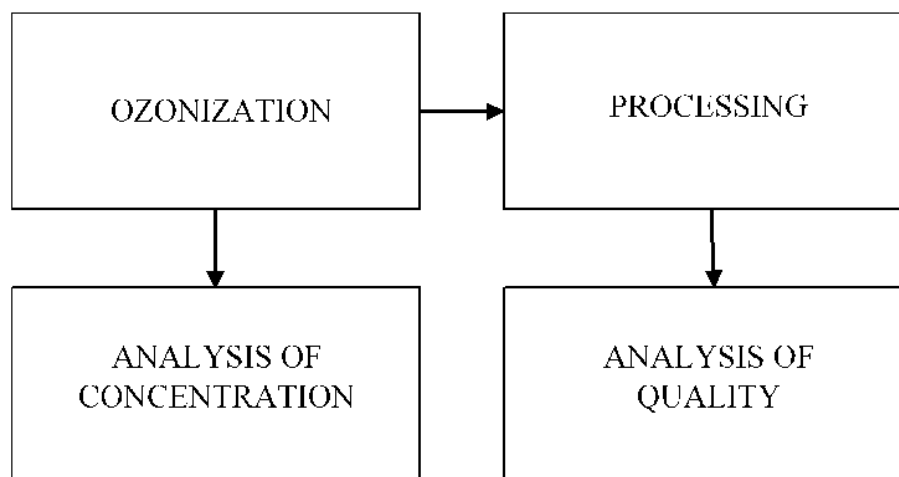 OZONIZATION
PROCESSING
ANALYSIS OF
CONCENTRATION
ANALYSIS OF
QUALITY